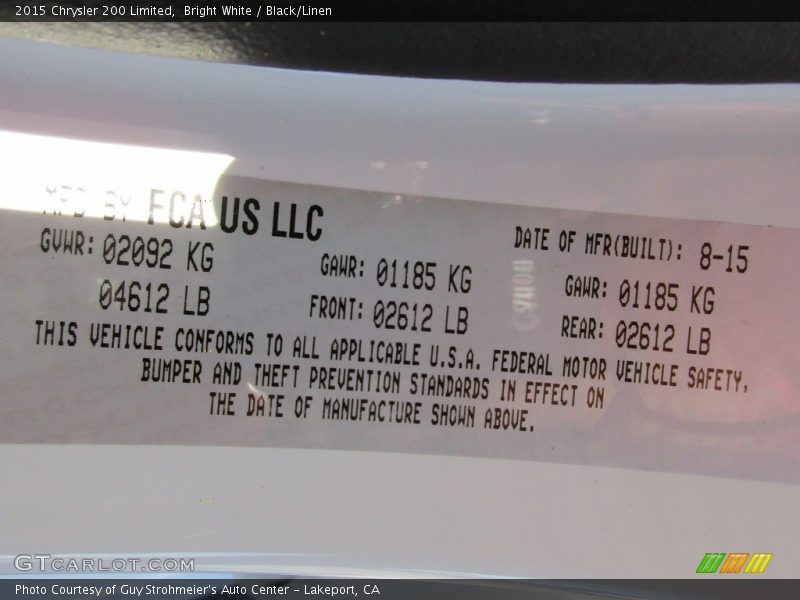 2015 Chrysler 200 Limited, Bright White / Black/Linen
MFD BY FCA US LLC
DATE OF MFR(BUILT): 8-15
GVWR: 02092 KG
GAWR: 01185 KG
GAWR: 01185 KG
04612 LB
FRONT: 02612 LB
REAR: 02612 LB
THIS VEHICLE CONFORMS TO ALL APPLICABLE U.S.A. FEDERAL MOTOR VEHICLE SAFETY,
BUMPER AND THEFT PREVENTION STANDARDS IN EFFECT ON
THE DATE OF MANUFACTURE SHOWN ABOVE.
GTCARLOT.COM
Photo Courtesy of Guy Strohmeier's Auto Center - Lakeport, CA